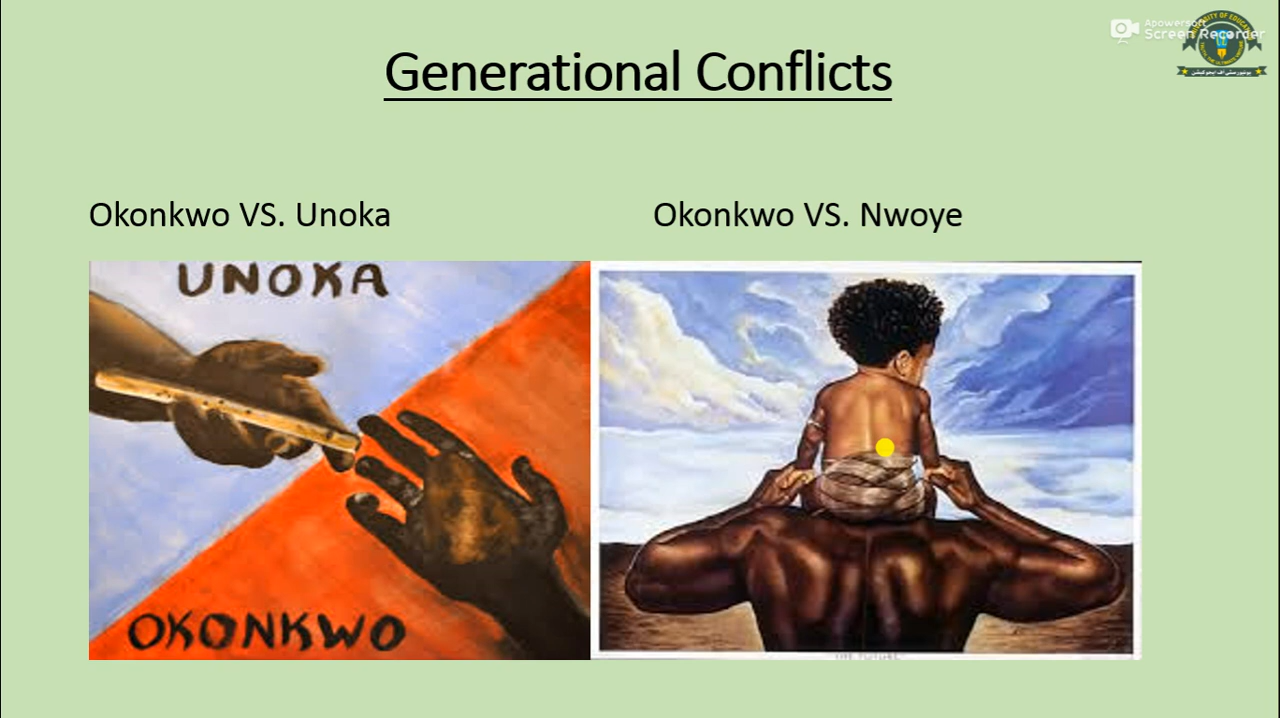 Apowersoft
Screen Recorder
Generational Conflicts
Okonkwo VS. Unoka
Okonkwo VS. Nwoye
UNOKA
OKONKWO